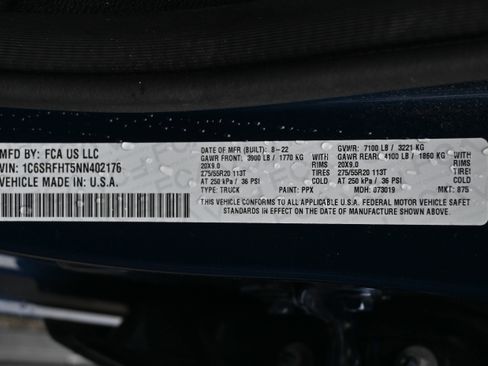 MFD BY: FCA US LLC
VIN: 1C6SRFHT5NN402176
VEHICLE MADE IN: U.S.A.
DATE OF MFR (BUILT): 8-22
GAWR FRONT: 3900 LB / 1770 KG WITH
20X9.0 RIMS
275/55R20 113T TIRES
AT 250 kPa / 36 PSI COLD
TYPE: TRUCK PAINT: PPX
GVWR: 7100 LB / 3221 KG
GAWR REAR: 4100 LB / 1860 KG WITH
20X9.0 RIMS
275/55R20 113T TIRES
AT 250 kPa / 36 PSI COLD
MDH: 073019 MKT: 875
THIS VEHICLE CONFORMS TO ALL APPLICABLE U.S.A. FEDERAL MOTOR VEHICLE SAFETY
STANDARDS IN EFFECT ON THE DATE OF MANUFACTURE SHOWN ABOVE.